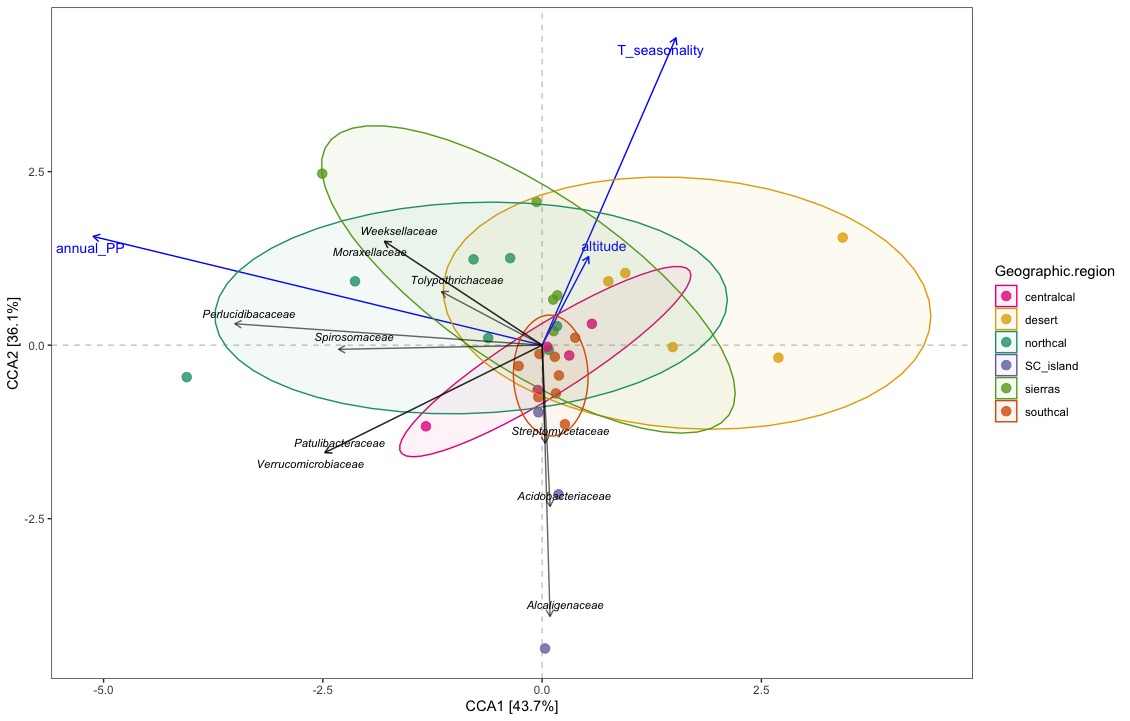 T_seasonality
2.5
Weeksellaceae
annual_PP
altitude
Moraxellaceae
Tolypothrichaceae
Geographic.region
centralcal
Perlucidibacaceae
desert
Spirosomaceae
northcal
CCA2 [36.1%]
0.0
SC_island
sierras
southcal
Streptomycetaceae
Patulibacteraceae
Verrucomicrobiaceae
Acidobacteriaceae
-2.5
Alcaligenaceae
-5.0 -2.5 0.0 2.5
CCA1 [43.7%]